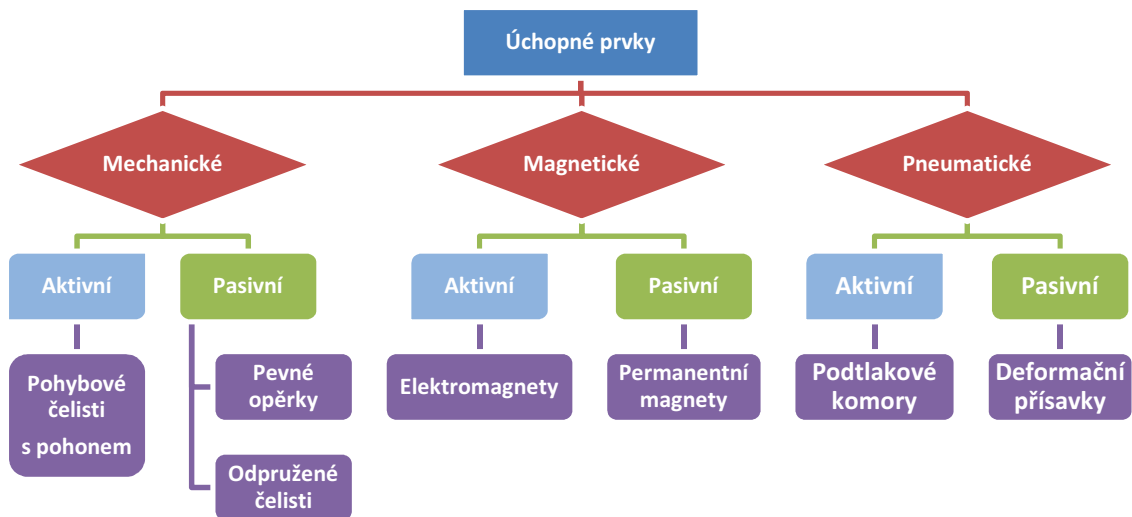 Úchopné prvky
Mechanické
Magnetické
Pneumatické
Aktivní
Pasivní
Aktivní
Pasivní
Aktivní
Pasivní
Pohybové
čelisti
s pohonem
Pevné
opěrky
Odpružené
čelisti
Elektromagnety
Permanentní
magnety
Podtlakové
komory
Deformační
přísavky